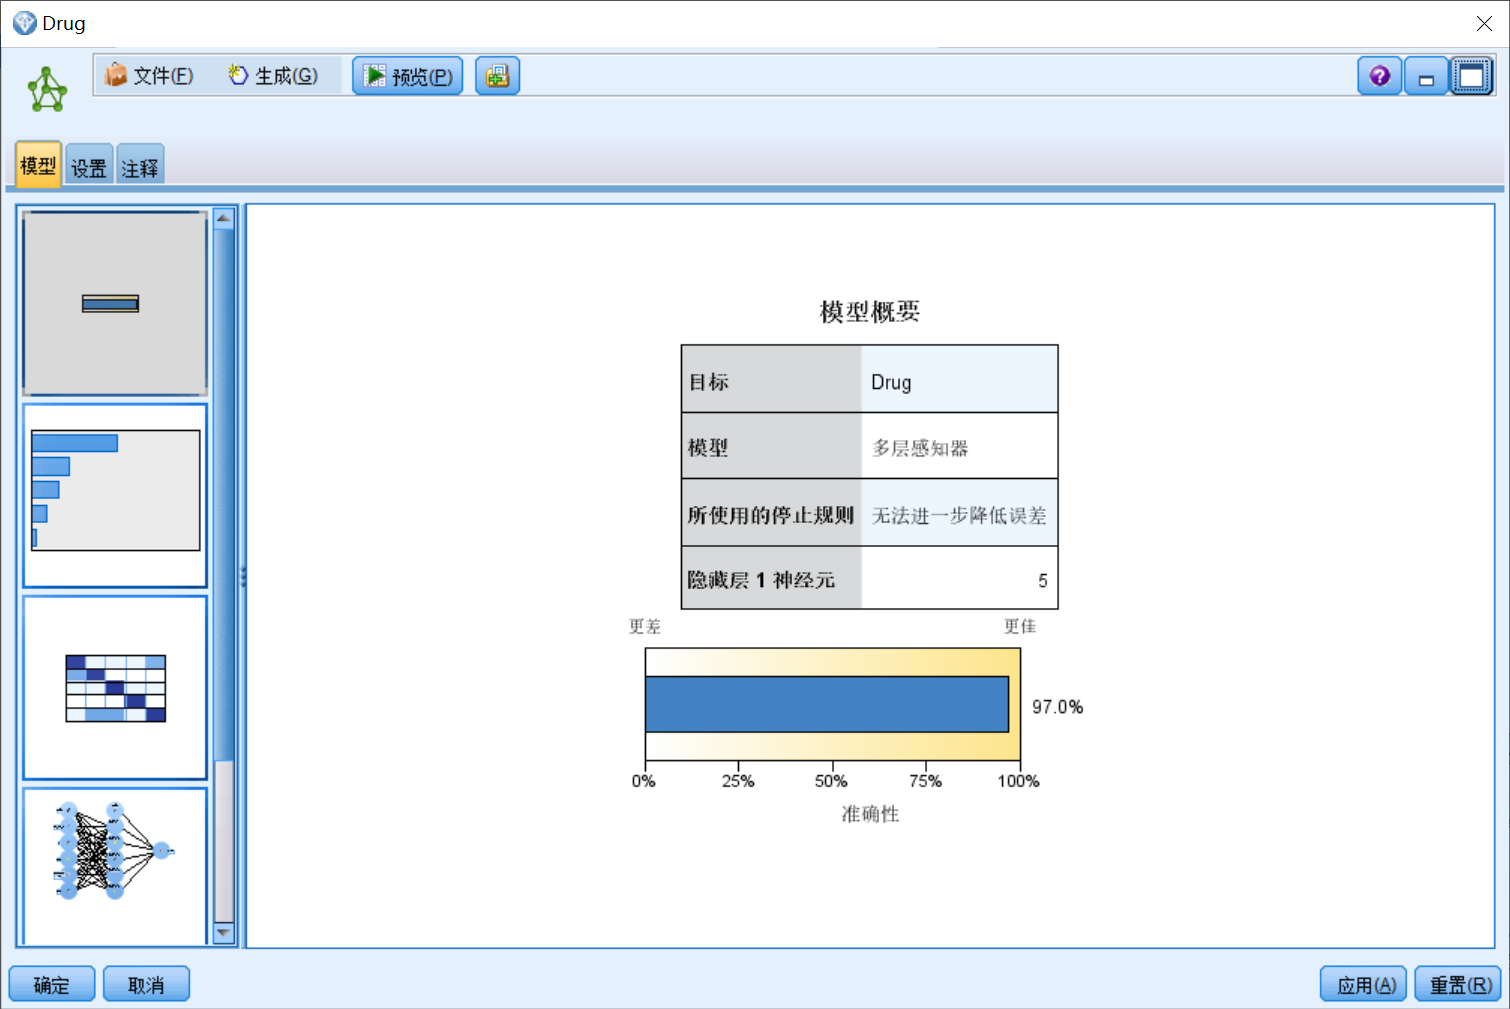 Drug
文件(F) 生成(G) 预览(P)
模型 设置 注释
模型概要
目标 Drug
模型 多层感知器
所使用的停止规则 无法进一步降低误差
隐藏层 1 神经元 5
更差 更佳
97.0%
0% 25% 50% 75% 100%
准确性
确定 取消 应用(A) 重置(R)